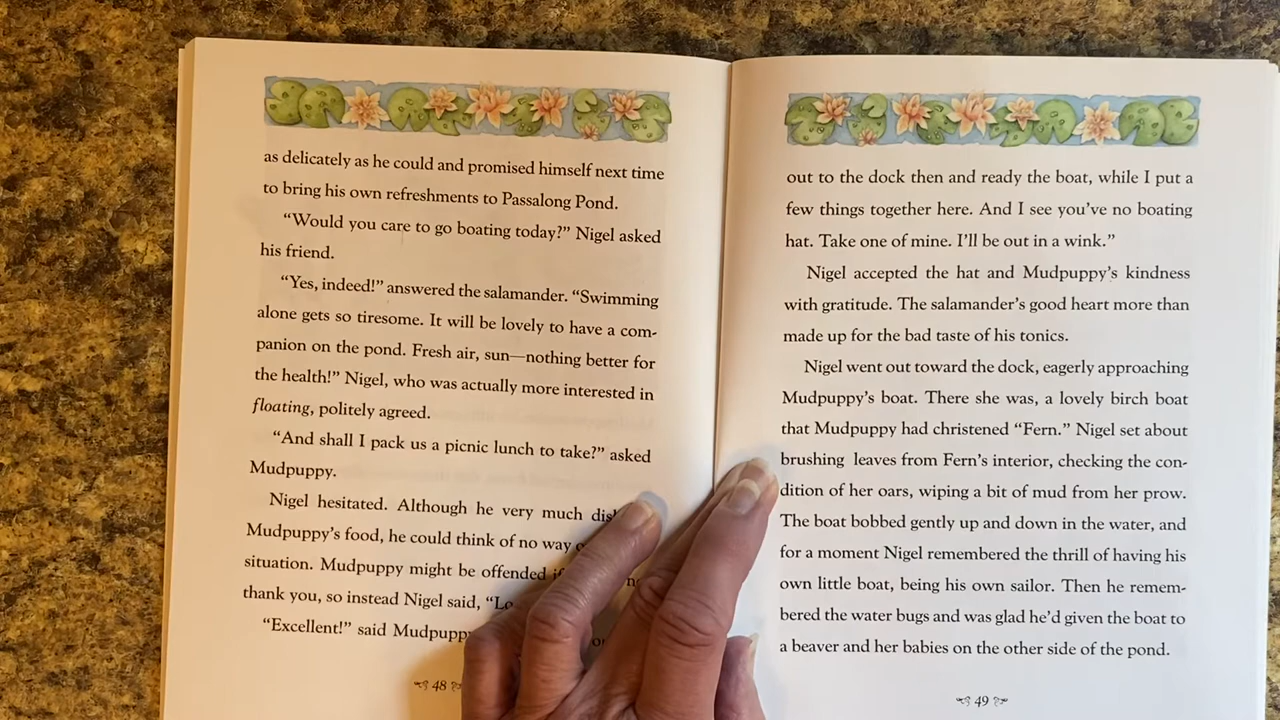 as delicately as he could and promised himself next time
to bring his own refreshments to Passalong Pond.
“Would you care to go boating today?” Nigel asked
his friend.
“Yes, indeed!” answered the salamander. “Swimming
alone gets so tiresome. It will be lovely to have a com-
panion on the pond. Fresh air, sun—nothing better for
the health!” Nigel, who was actually more interested in
floating, politely agreed.
“And shall I pack us a picnic lunch to take?” asked
Mudpuppy.
Nigel hesitated. Although he very much
Mudpuppy’s food, he could think of no way
situation. Mudpuppy might be offended
thank you, so instead Nigel said,
“Excellent!” said
48
out to the dock then and ready the boat, while I put a
few things together here. And I see you’ve no boating
hat. Take one of mine. I’ll be out in a wink.”
Nigel accepted the hat and Mudpuppy’s kindness
with gratitude. The salamander’s good heart more than
made up for the bad taste of his tonics.
Nigel went out toward the dock, eagerly approaching
Mudpuppy’s boat. There she was, a lovely birch boat
that Mudpuppy had christened “Fern.” Nigel set about
brushing leaves from Fern’s interior, checking the con-
dition of her oars, wiping a bit of mud from her prow.
The boat bobbed gently up and down in the water, and
for a moment Nigel remembered the thrill of having his
own little boat, being his own sailor. Then he remem-
bered the water bugs and was glad he’d given the boat to
a beaver and her babies on the other side of the pond.
49